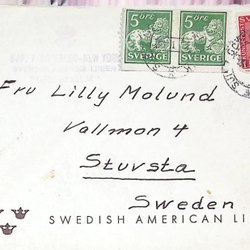 5 ÖRE 5 ÖRE
SVERIGE SVERIGE
Fru Lilly Molund
Vallmon 4
Stuvsta
Sweden
SWEDISH AMERICAN LI